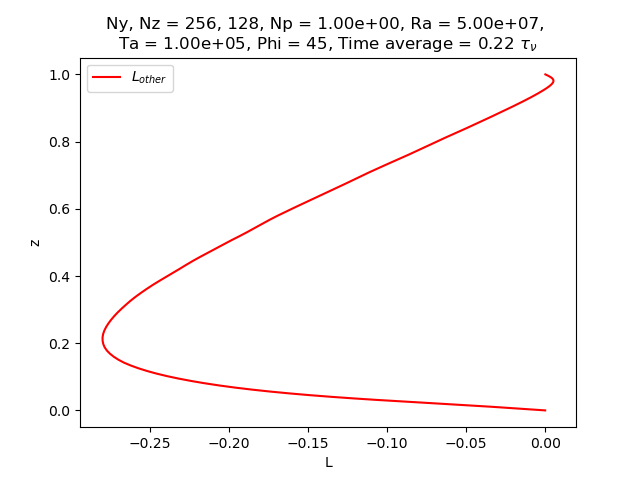 Ny, Nz = 256, 128, Np = 1.00e+00, Ra = 5.00e+07,
Ta = 1.00e+05, Phi = 45, Time average = 0.22 τν
L_other
1.0
0.8
0.6
0.4
0.2
0.0
z
−0.25 −0.20 −0.15 −0.10 −0.05 0.00
L